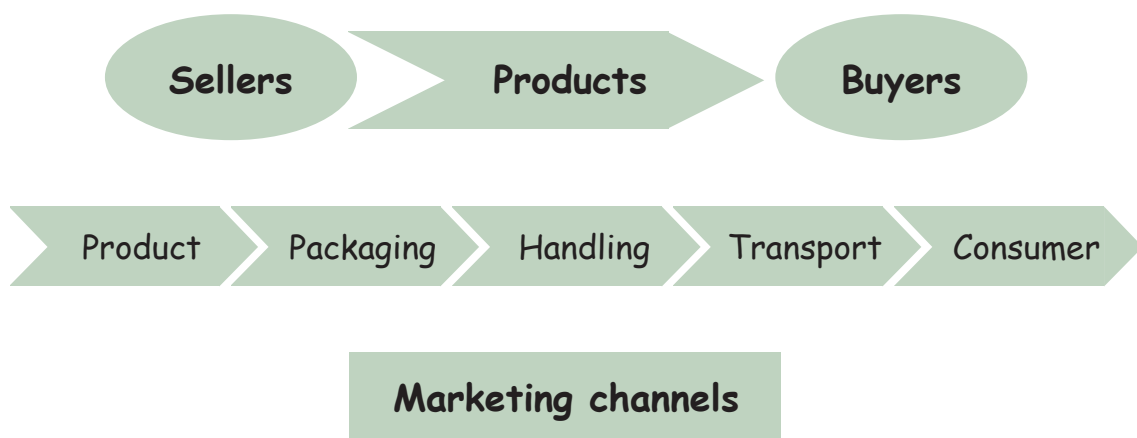 Sellers Products Buyers
Product Packaging Handling Transport Consumer
Marketing channels